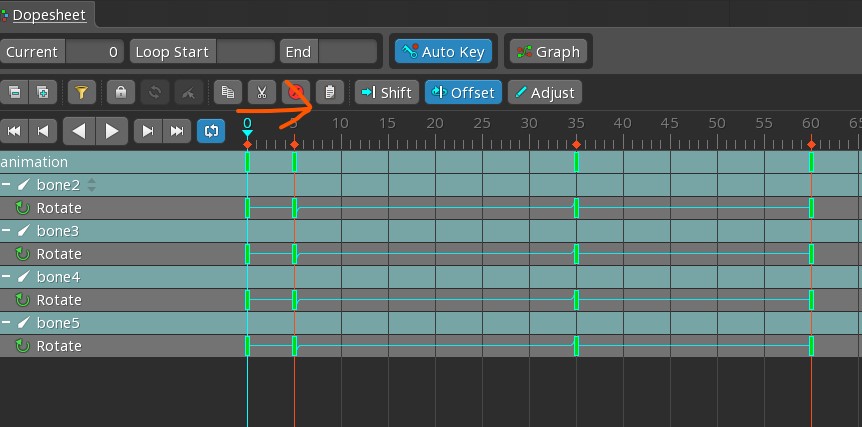 Dopesheet
Current 0 Loop Start End Auto Key Graph
Shift Offset Adjust
0 5 10 15 20 25 30 35 40 45 50 55 60 65
animation
bone2
Rotate
bone3
Rotate
bone4
Rotate
bone5
Rotate